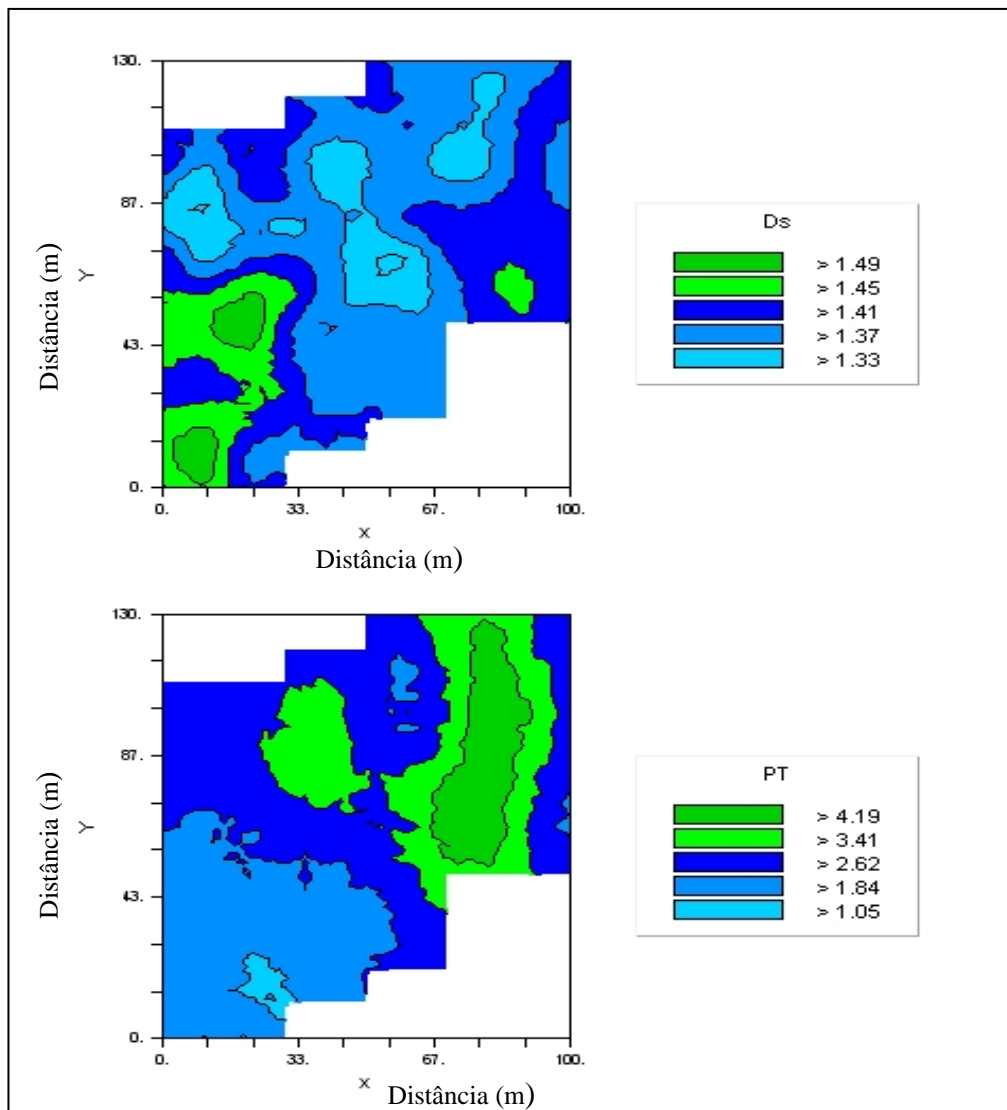 130.
87.
43.
0.
Distância (m)
Y
0. 33. 67. 100.
X
Distância (m)
Ds
> 1.49
> 1.45
> 1.41
> 1.37
> 1.33
130.
87.
43.
0.
Distância (m)
Y
0. 33. 67. 100.
X
Distância (m)
PT
> 4.19
> 3.41
> 2.62
> 1.84
> 1.05